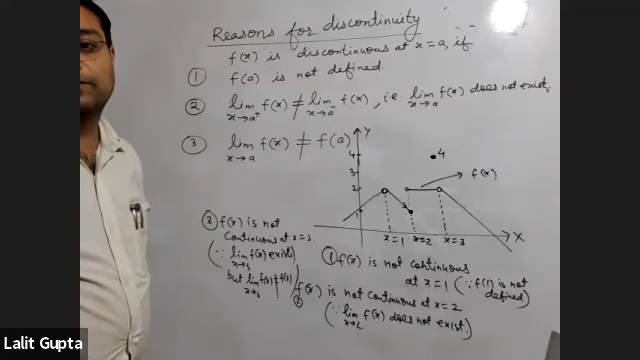 Reasons for discontinuity
f(x) is discontinuous at x=a, if
① f(a) is not defined.
② lim x→a⁺ f(x) ≠ lim x→a⁻ f(x), i.e. lim x→a f(x) does not exist.
③ lim x→a f(x) ≠ f(a)
Y
4
3
2
1
4
f(x)
x=1 x=2 x=3
X
③ f(x) is not
continuous at x=3.
(∵ lim x→3 f(x) exists
but lim x→3 f(x) ≠ f(3))
① f(x) is not continuous
at x=1 (∵ f(1) is not
defined)
② f(x) is not continuous at x=2
(∵ lim x→2 f(x) does not exist.)
Lalit Gupta